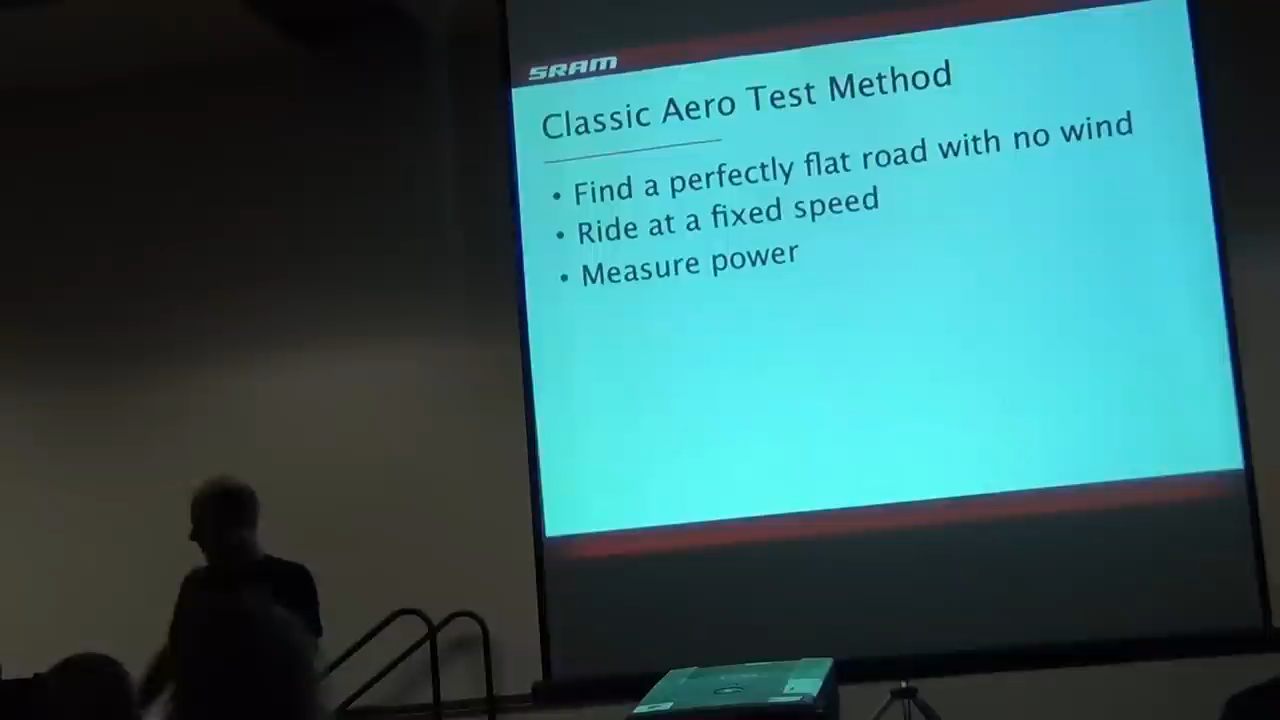 SRAM
Classic Aero Test Method
• Find a perfectly flat road with no wind
• Ride at a fixed speed
• Measure power